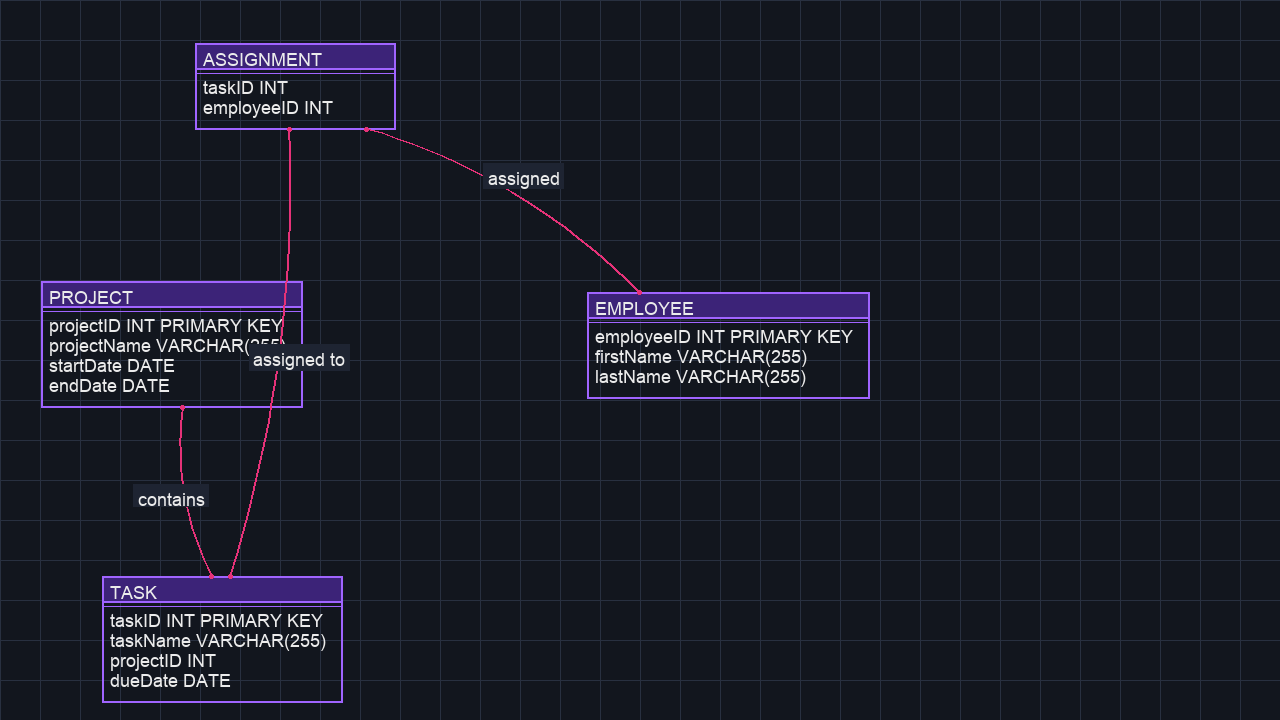 ASSIGNMENT
taskID INT
employeeID INT
assigned
PROJECT
projectID INT PRIMARY KEY
projectName VARCHAR(255)
startDate DATE
endDate DATE
assigned to
EMPLOYEE
employeeID INT PRIMARY KEY
firstName VARCHAR(255)
lastName VARCHAR(255)
contains
TASK
taskID INT PRIMARY KEY
taskName VARCHAR(255)
projectID INT
dueDate DATE